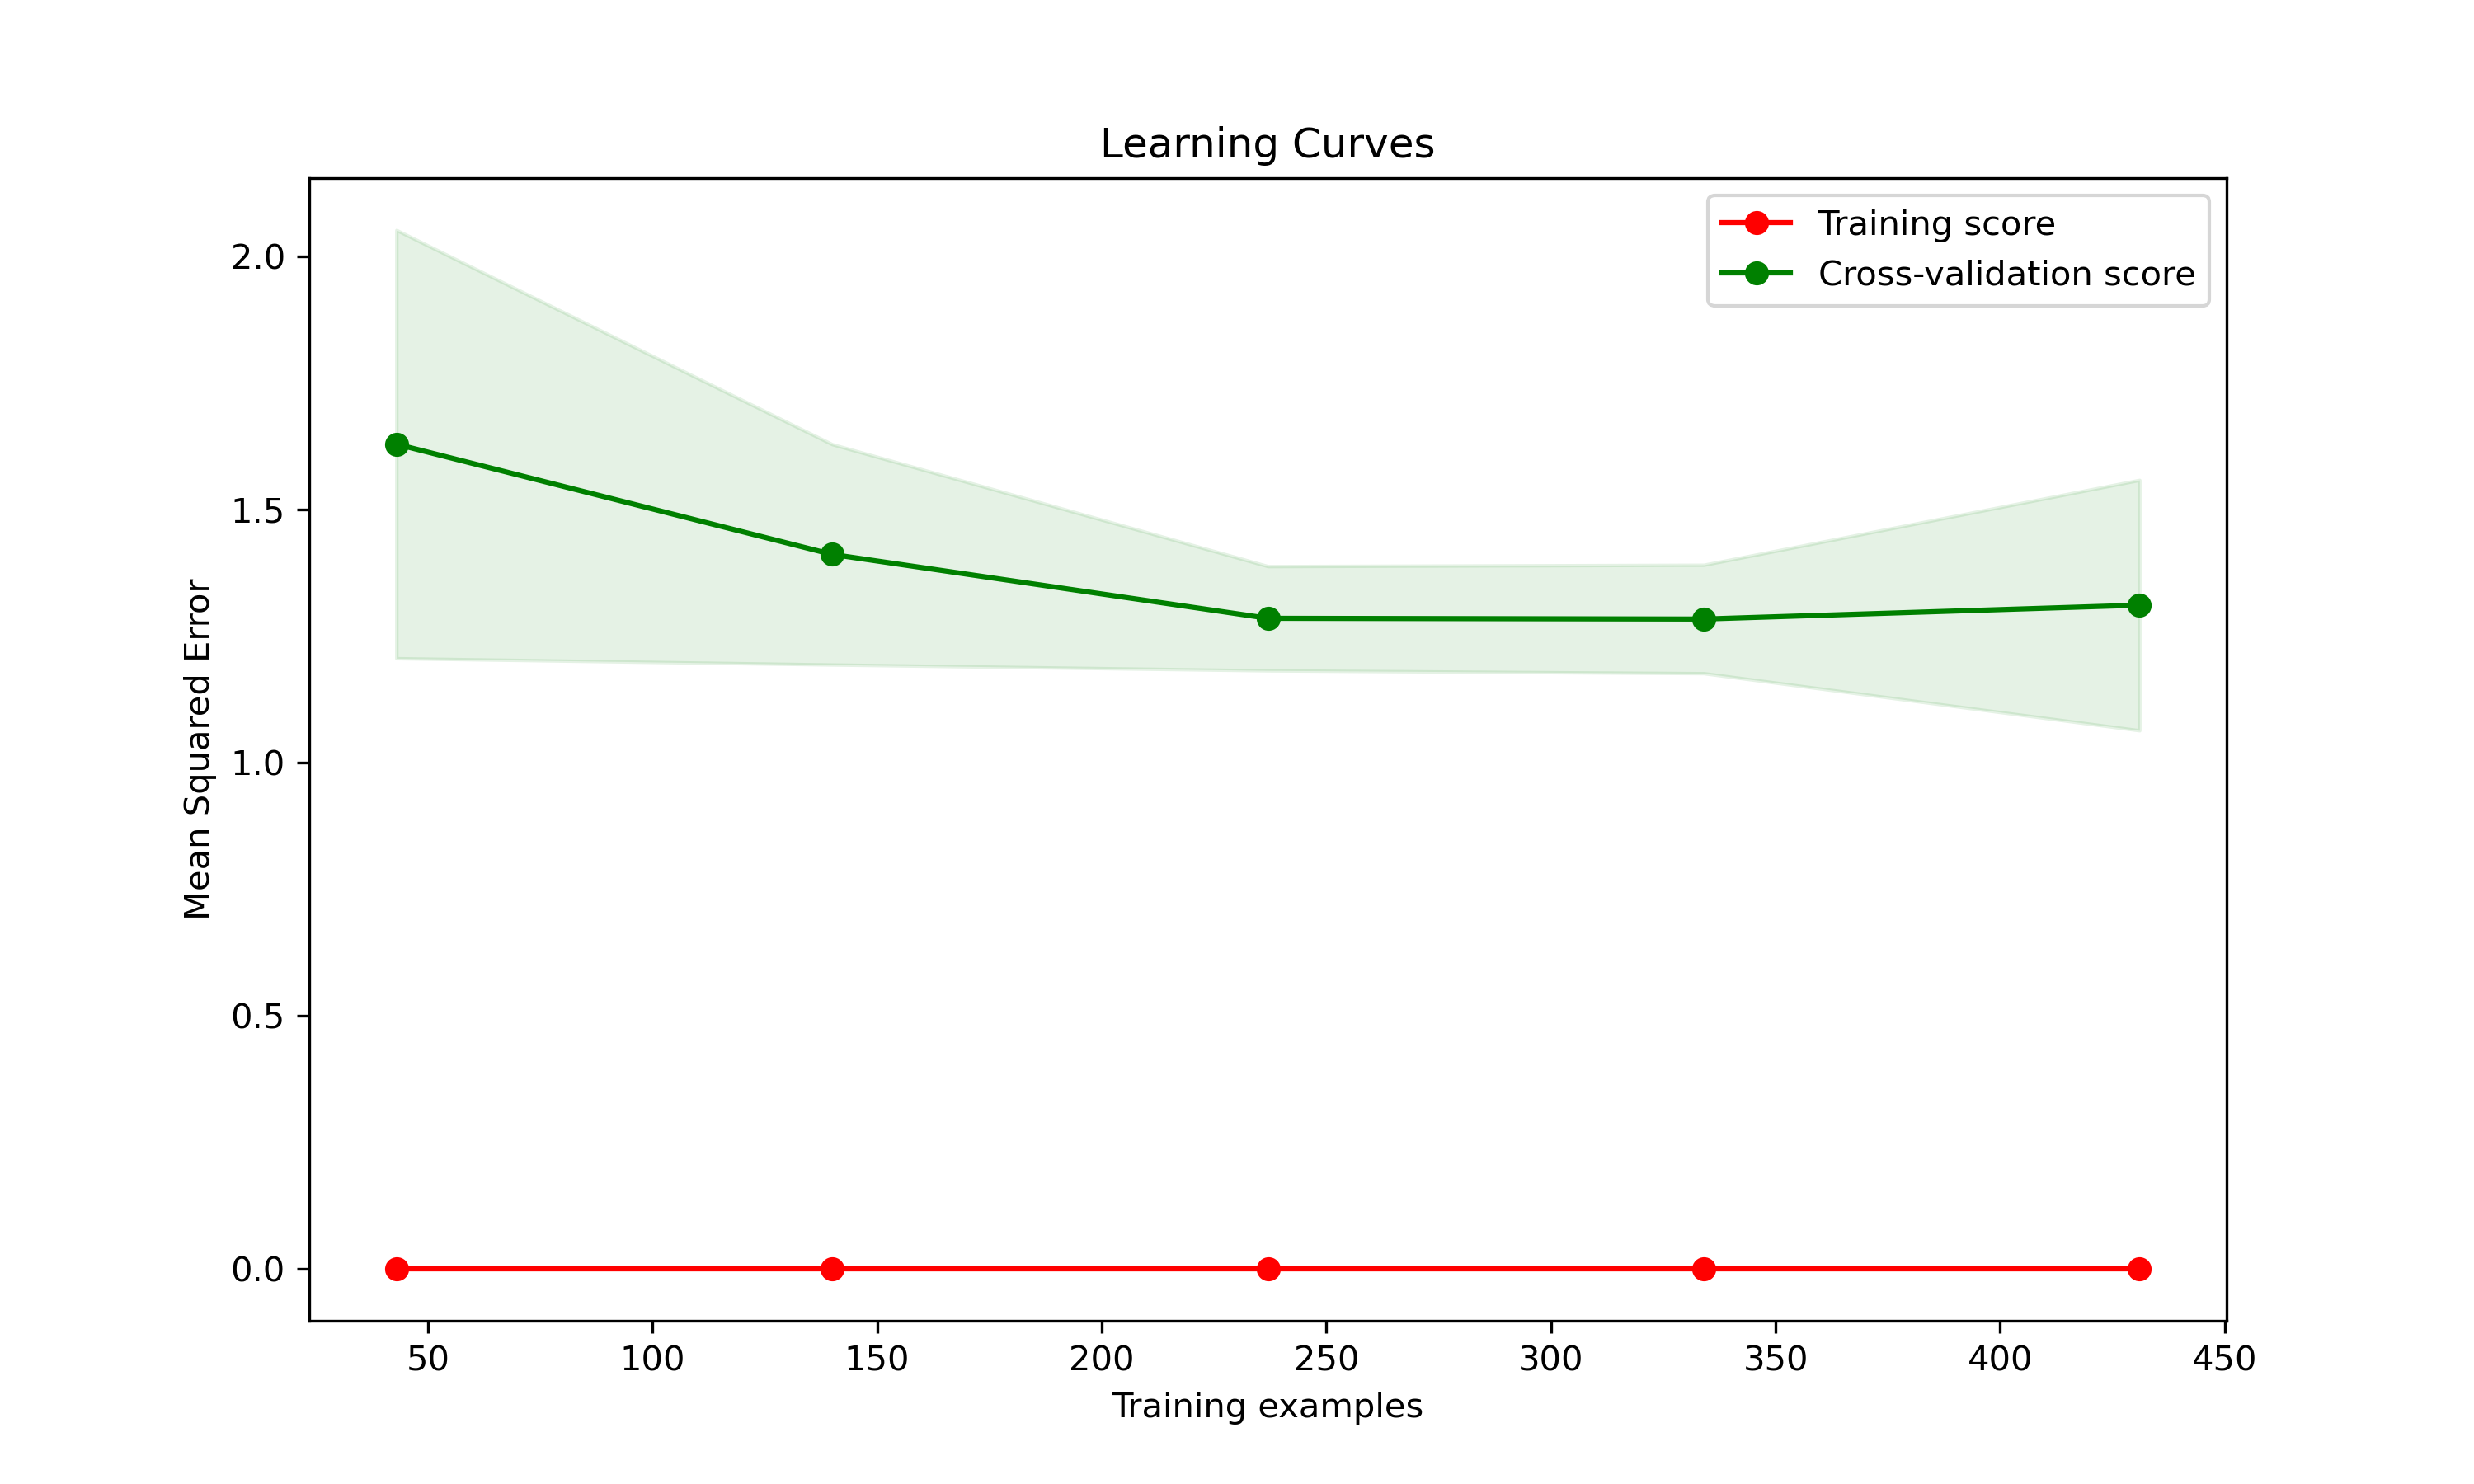 Learning Curves
Training score
Cross-validation score
Mean Squared Error
2.0
1.5
1.0
0.5
0.0
50 100 150 200 250 300 350 400 450
Training examples